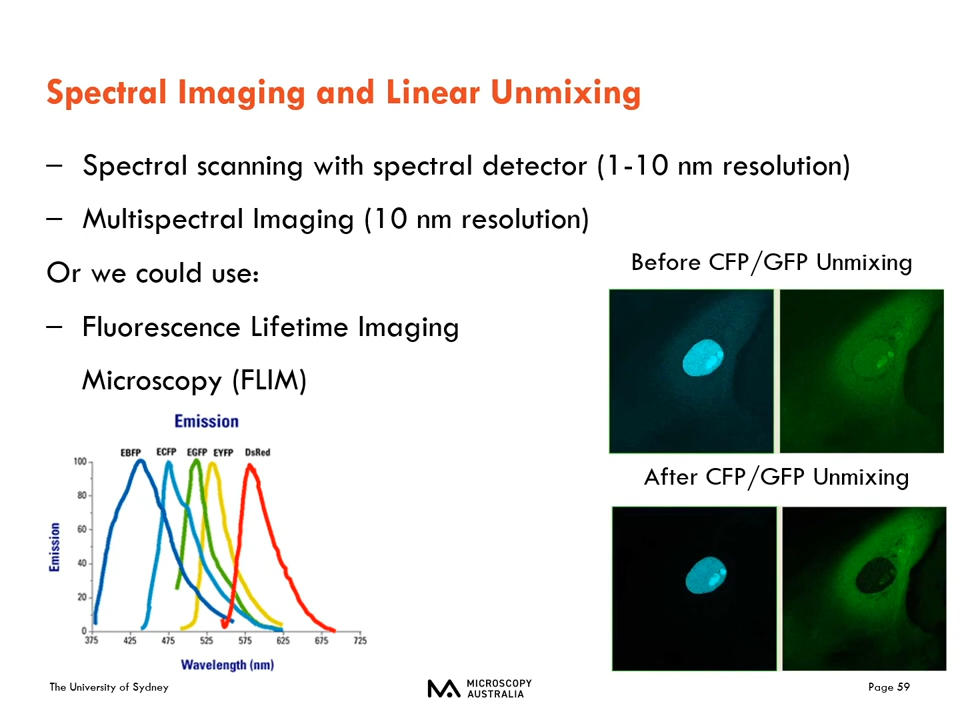 Spectral Imaging and Linear Unmixing
– Spectral scanning with spectral detector (1-10 nm resolution)
– Multispectral Imaging (10 nm resolution)
Or we could use:
– Fluorescence Lifetime Imaging
Microscopy (FLIM)
Before CFP/GFP Unmixing
After CFP/GFP Unmixing
Emission
EBFP ECFP EGFP EYFP DsRed
100
80
60
40
20
0
Emission
375 425 475 525 575 625 675 725
Wavelength (nm)
The University of Sydney
MICROSCOPY
AUSTRALIA
Page 59